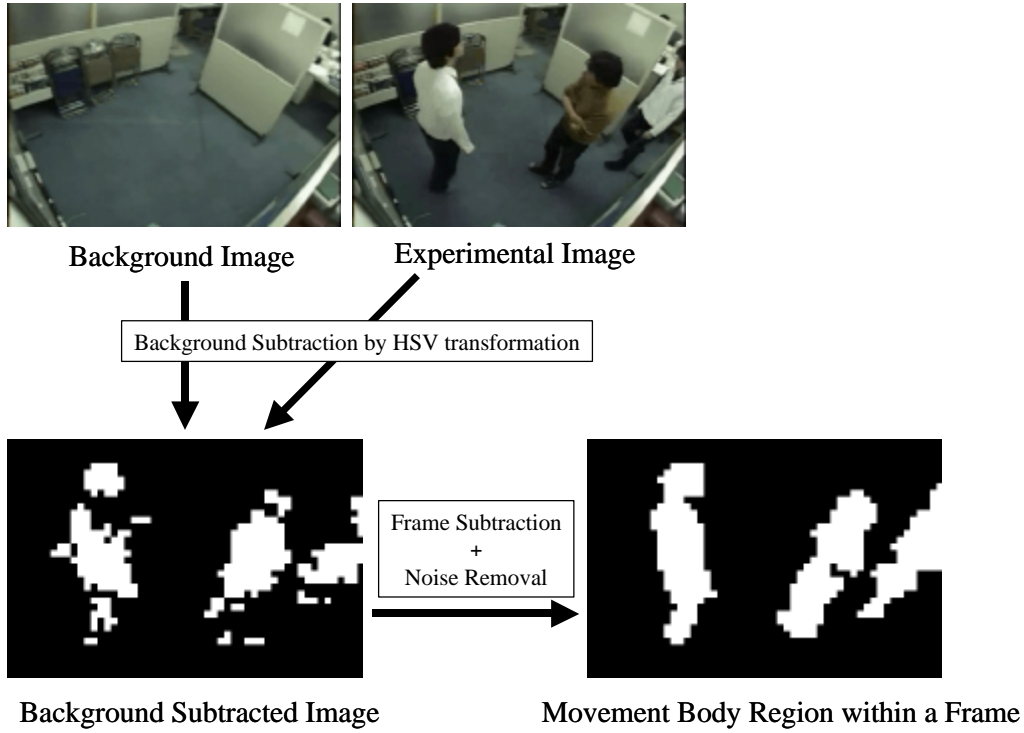 Background Image
Experimental Image
Background Subtraction by HSV transformation
Frame Subtraction
+
Noise Removal
Background Subtracted Image
Movement Body Region within a Frame